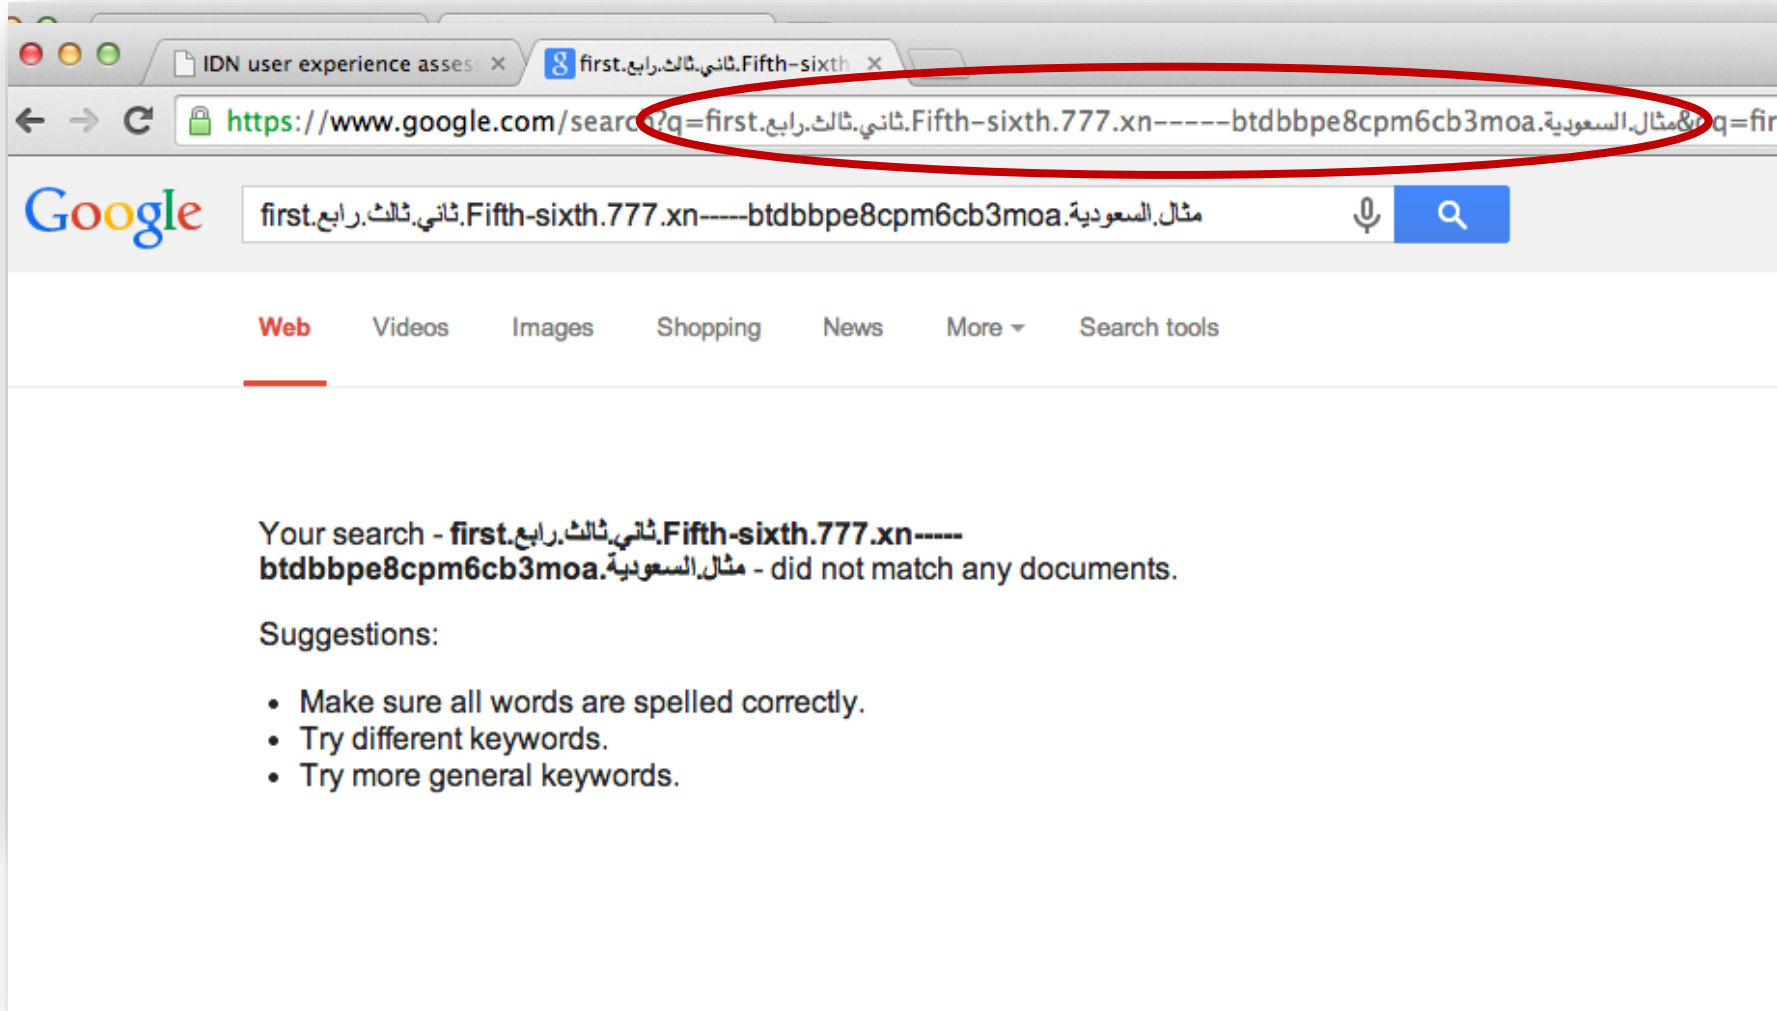 IDN user experience asses
first.ثاني.ثالث.رابع.Fifth-sixth
https://www.google.com/search?q=first.ثاني.ثالث.رابع.Fifth-sixth.777.xn-----btdbbpe8cpm6cb3moa.مثال.السعودية&oq=fir
Google
first.ثاني.ثالث.رابع.Fifth-sixth.777.xn-----btdbbpe8cpm6cb3moa.مثال.السعودية
Web Videos Images Shopping News More Search tools
Your search - first.ثاني.ثالث.رابع.Fifth-sixth.777.xn-----
btdbbpe8cpm6cb3moa.مثال.السعودية - did not match any documents.
Suggestions:
• Make sure all words are spelled correctly.
• Try different keywords.
• Try more general keywords.